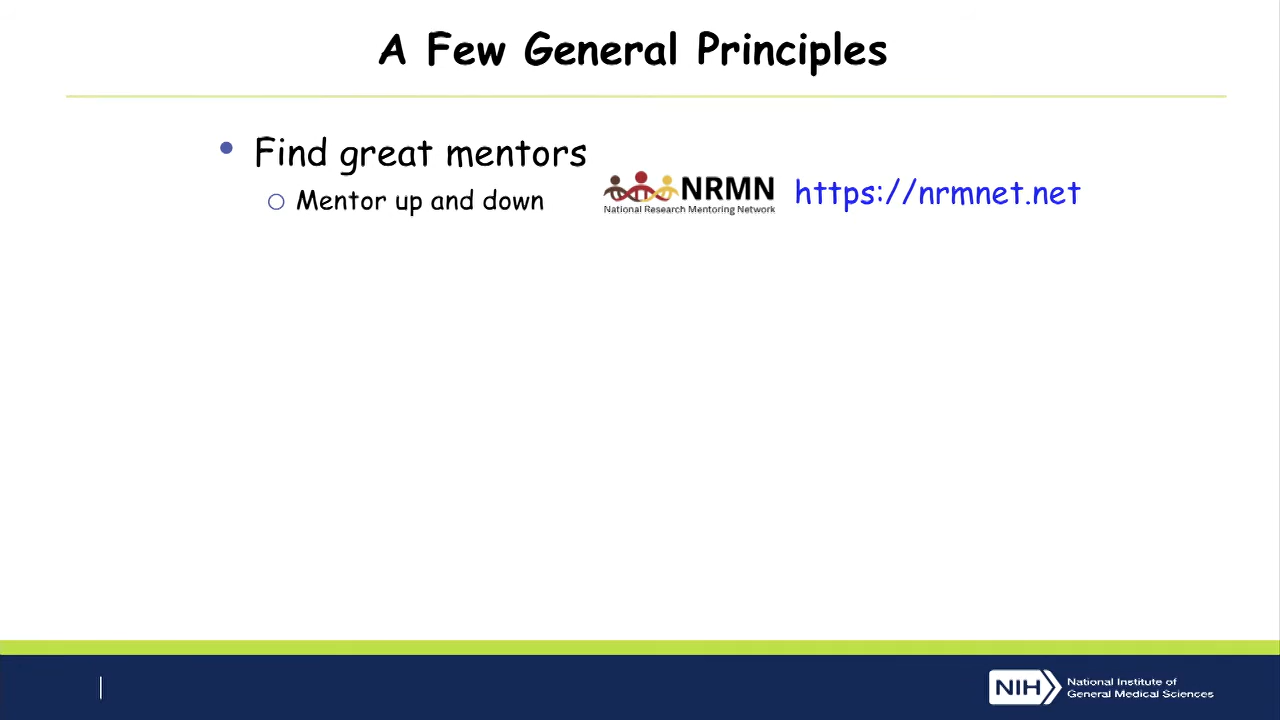 A Few General Principles
• Find great mentors
○ Mentor up and down
NRMN
National Research Mentoring Network
https://nrmnet.net
NIH
National Institute of
General Medical Sciences